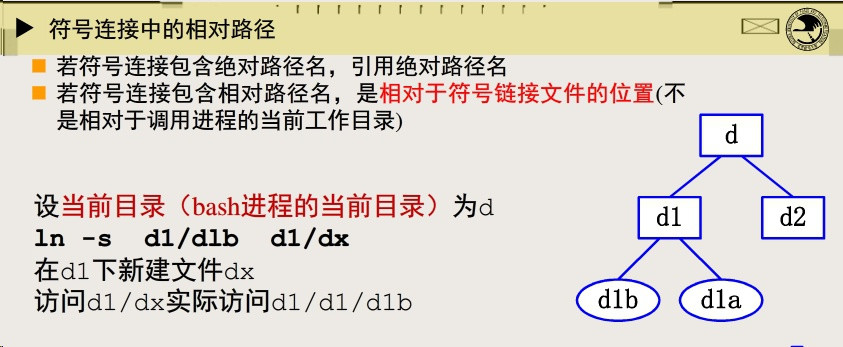 符号连接中的相对路径
若符号连接包含绝对路径名，引用绝对路径名
若符号连接包含相对路径名，是相对于符号链接文件的位置(不
是相对于调用进程的当前工作目录)
设当前目录（bash进程的当前目录）为d
ln -s d1/dlb d1/dx
在d1下新建文件dx
访问d1/dx实际访问d1/d1/d1b
d
d1
d2
d1b
d1a